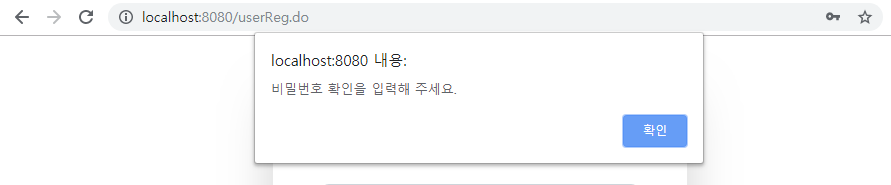 localhost:8080/userReg.do
localhost:8080 내용:
비밀번호 확인을 입력해 주세요.
확인